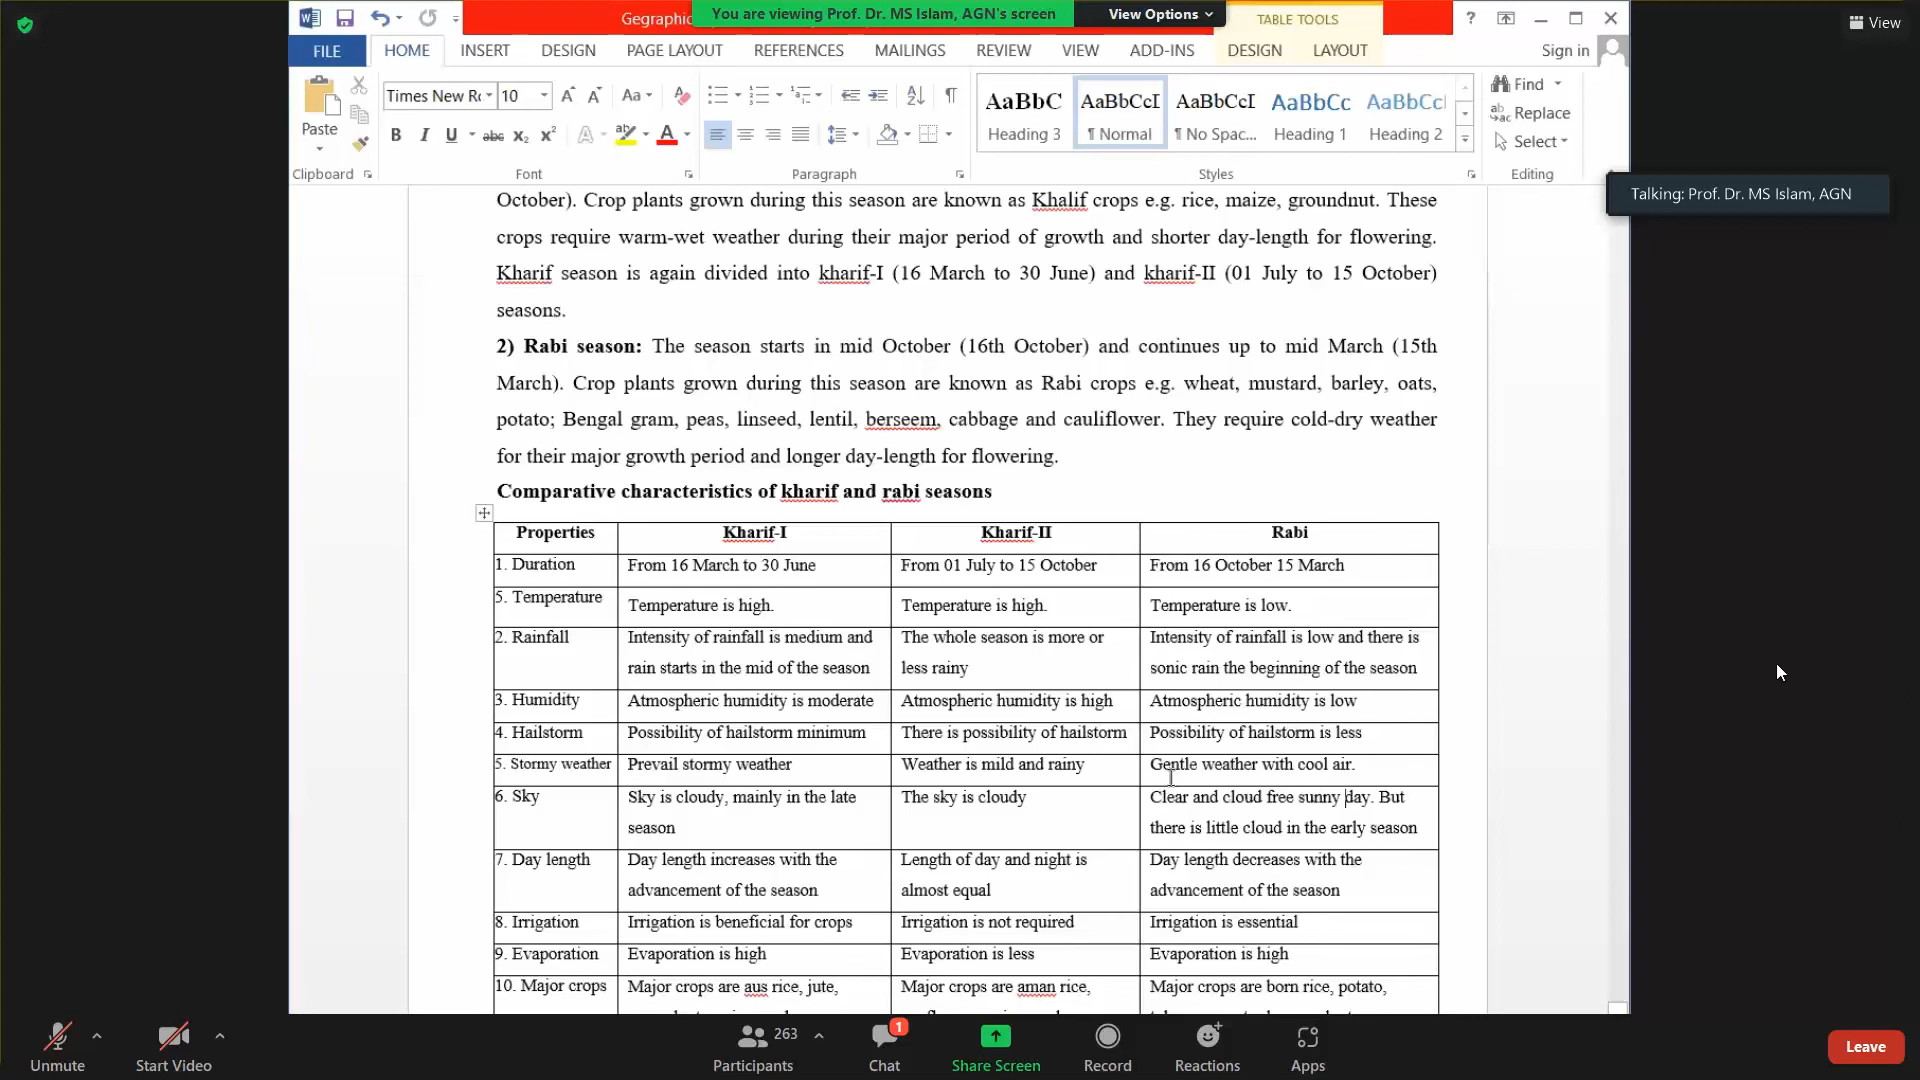 Gegraphic
You are viewing Prof. Dr. MS Islam, AGN's screen
View Options
TABLE TOOLS
?
View
FILE
HOME
INSERT
DESIGN
PAGE LAYOUT
REFERENCES
MAILINGS
REVIEW
VIEW
ADD-INS
DESIGN
LAYOUT
Sign in
Paste
Times New Ro
10
Aa
B I U abc x₂ x²
AaBbC
Heading 3
AaBbCcI
¶ Normal
AaBbCcI
¶ No Spac...
AaBbCc
Heading 1
AaBbCc
Heading 2
Find
Replace
Select
Clipboard
Font
Paragraph
Styles
Editing
Talking: Prof. Dr. MS Islam, AGN
October). Crop plants grown during this season are known as Khalif crops e.g. rice, maize, groundnut. These
crops require warm-wet weather during their major period of growth and shorter day-length for flowering.
Kharif season is again divided into kharif-I (16 March to 30 June) and kharif-II (01 July to 15 October)
seasons.
2) Rabi season: The season starts in mid October (16th October) and continues up to mid March (15th
March). Crop plants grown during this season are known as Rabi crops e.g. wheat, mustard, barley, oats,
potato; Bengal gram, peas, linseed, lentil, berseem, cabbage and cauliflower. They require cold-dry weather
for their major growth period and longer day-length for flowering.
Comparative characteristics of kharif and rabi seasons
Properties Kharif-I Kharif-II Rabi
1. Duration From 16 March to 30 June From 01 July to 15 October From 16 October 15 March
5. Temperature Temperature is high. Temperature is high. Temperature is low.
2. Rainfall Intensity of rainfall is medium and The whole season is more or Intensity of rainfall is low and there is
rain starts in the mid of the season less rainy sonic rain the beginning of the season
3. Humidity Atmospheric humidity is moderate Atmospheric humidity is high Atmospheric humidity is low
4. Hailstorm Possibility of hailstorm minimum There is possibility of hailstorm Possibility of hailstorm is less
5. Stormy weather Prevail stormy weather Weather is mild and rainy Gentle weather with cool air.
6. Sky Sky is cloudy, mainly in the late The sky is cloudy Clear and cloud free sunny day. But
season there is little cloud in the early season
7. Day length Day length increases with the Length of day and night is Day length decreases with the
advancement of the season almost equal advancement of the season
8. Irrigation Irrigation is beneficial for crops Irrigation is not required Irrigation is essential
9. Evaporation Evaporation is high Evaporation is less Evaporation is high
10. Major crops Major crops are aus rice, jute, Major crops are aman rice, Major crops are born rice, potato,
Unmute
Start Video
263
Participants
1
Chat
Share Screen
Record
Reactions
Apps
Leave